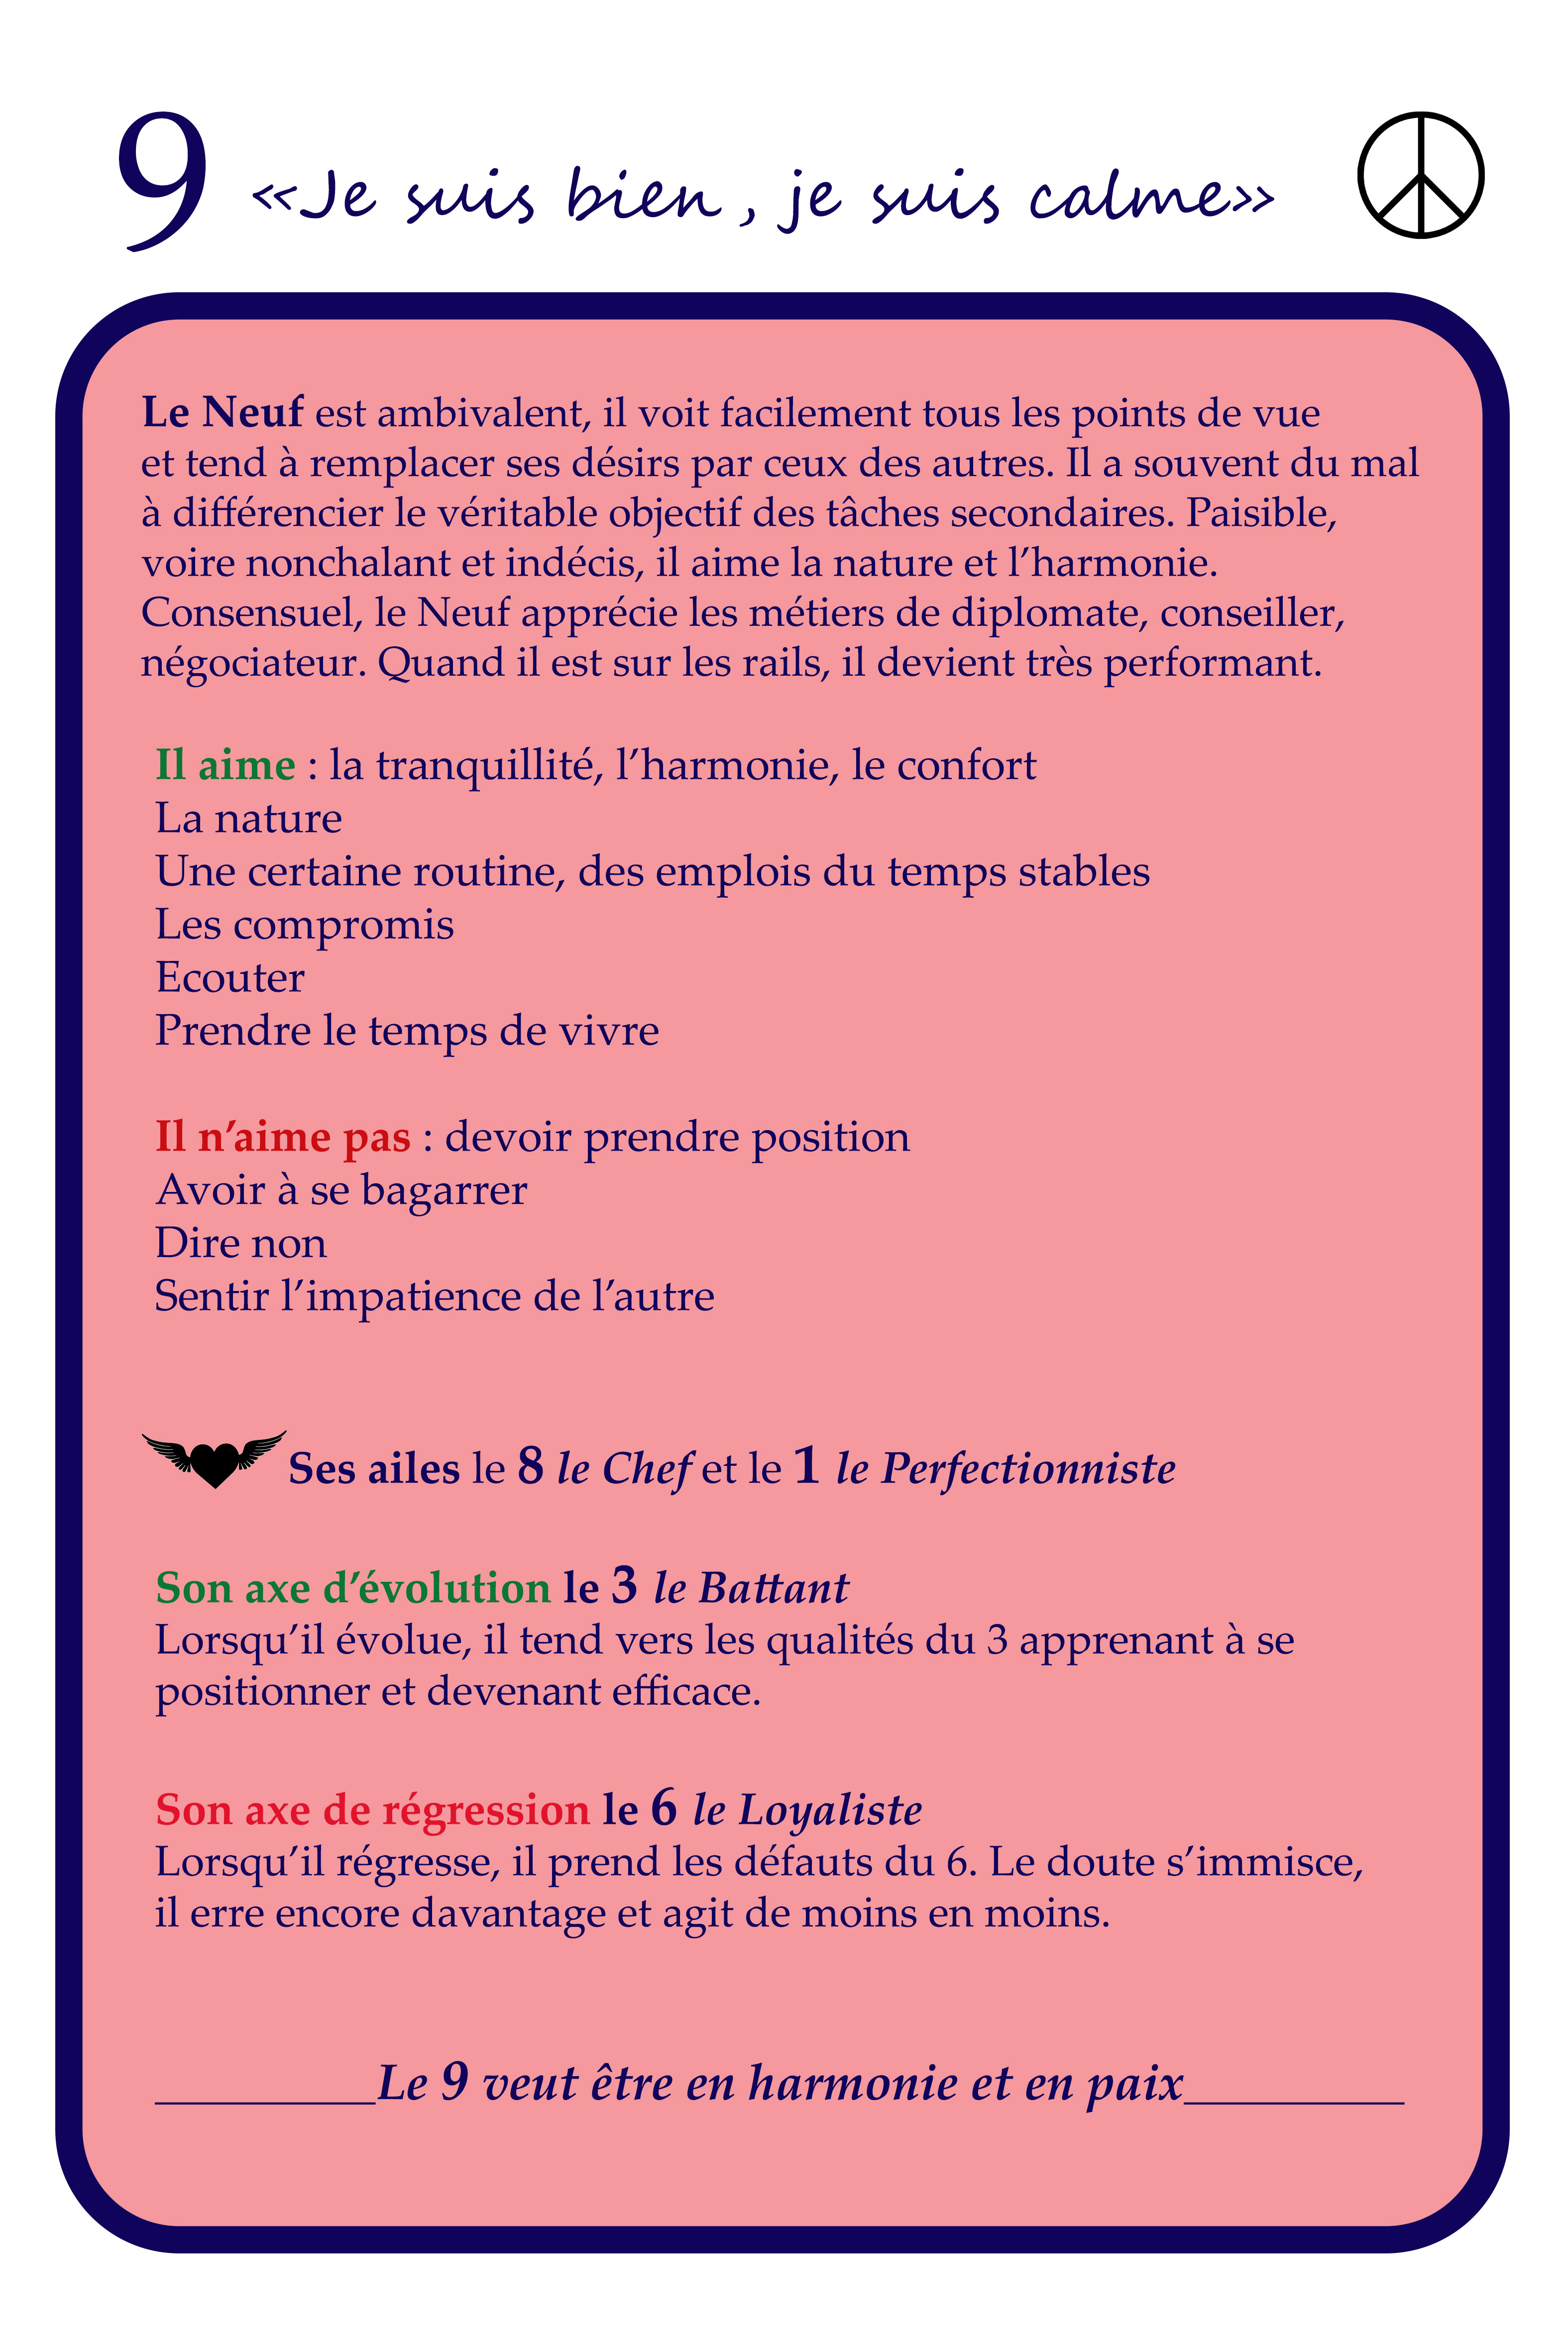 9 «Je suis bien , je suis calme»
Le Neuf est ambivalent, il voit facilement tous les points de vue
et tend à remplacer ses désirs par ceux des autres. Il a souvent du mal
à différencier le véritable objectif des tâches secondaires. Paisible,
voire nonchalant et indécis, il aime la nature et l’harmonie.
Consensuel, le Neuf apprécie les métiers de diplomate, conseiller,
négociateur. Quand il est sur les rails, il devient très performant.
Il aime : la tranquillité, l’harmonie, le confort
La nature
Une certaine routine, des emplois du temps stables
Les compromis
Ecouter
Prendre le temps de vivre
Il n’aime pas : devoir prendre position
Avoir à se bagarrer
Dire non
Sentir l’impatience de l’autre
Ses ailes le 8 le Chef et le 1 le Perfectionniste
Son axe d’évolution le 3 le Battant
Lorsqu’il évolue, il tend vers les qualités du 3 apprenant à se
positionner et devenant efficace.
Son axe de régression le 6 le Loyaliste
Lorsqu’il régresse, il prend les défauts du 6. Le doute s’immisce,
il erre encore davantage et agit de moins en moins.
__________Le 9 veut être en harmonie et en paix__________